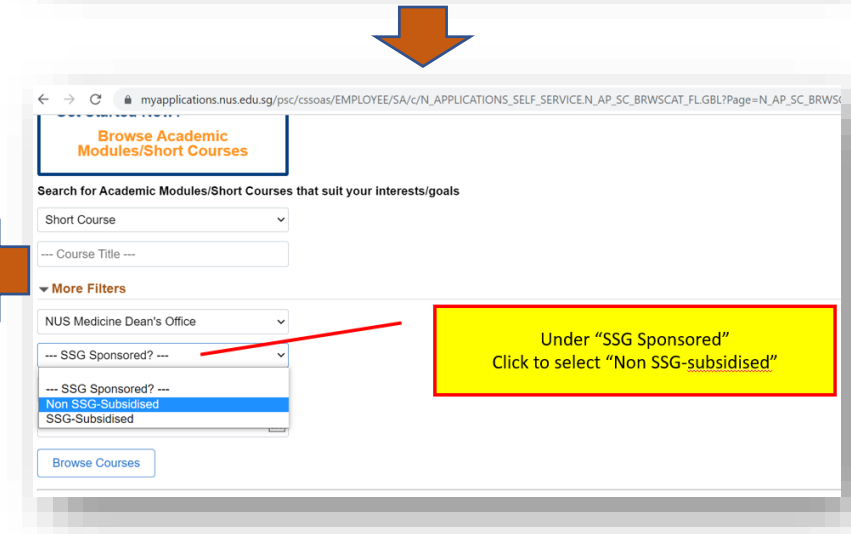 myapplications.nus.edu.sg/psc/cssoas/EMPLOYEE/SA/c/N_APPLICATIONS_SELF_SERVICE.N_AP_SC_BRWSCAT_FL.GBL?Page=N_AP_SC_BRWSC
Browse Academic
Modules/Short Courses
Search for Academic Modules/Short Courses that suit your interests/goals
Short Course
--- Course Title ---
More Filters
NUS Medicine Dean's Office
--- SSG Sponsored? ---
--- SSG Sponsored? ---
Non SSG-Subsidised
SSG-Subsidised
Browse Courses
Under “SSG Sponsored”
Click to select “Non SSG-subsidised”